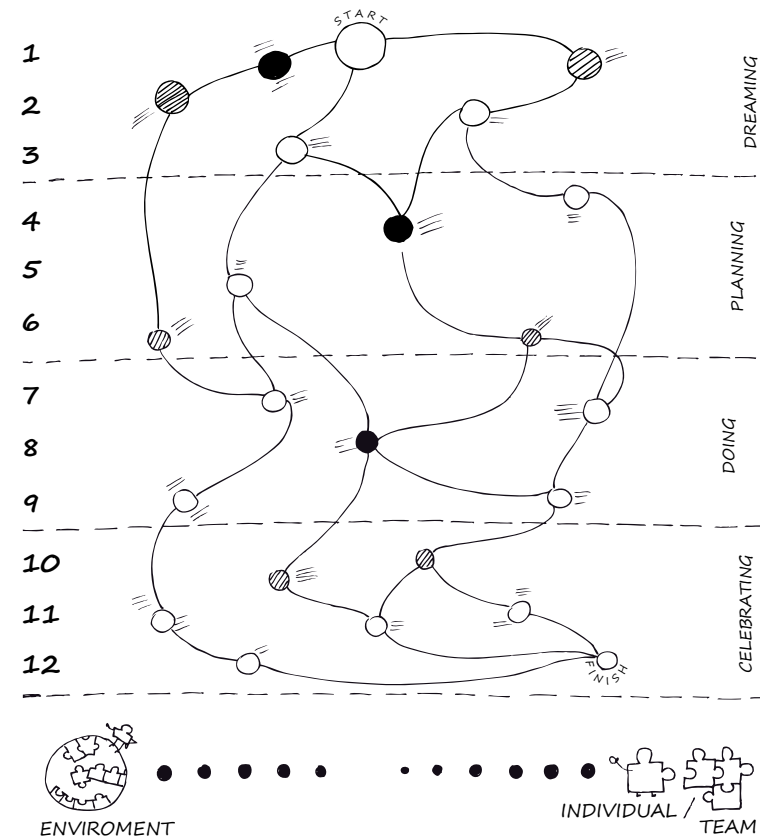 START
1
2
3
DREAMING
4
5
6
PLANNING
7
8
9
DOING
10
11
12
CELEBRATING
FINISH
ENVIROMENT
INDIVIDUAL /
TEAM